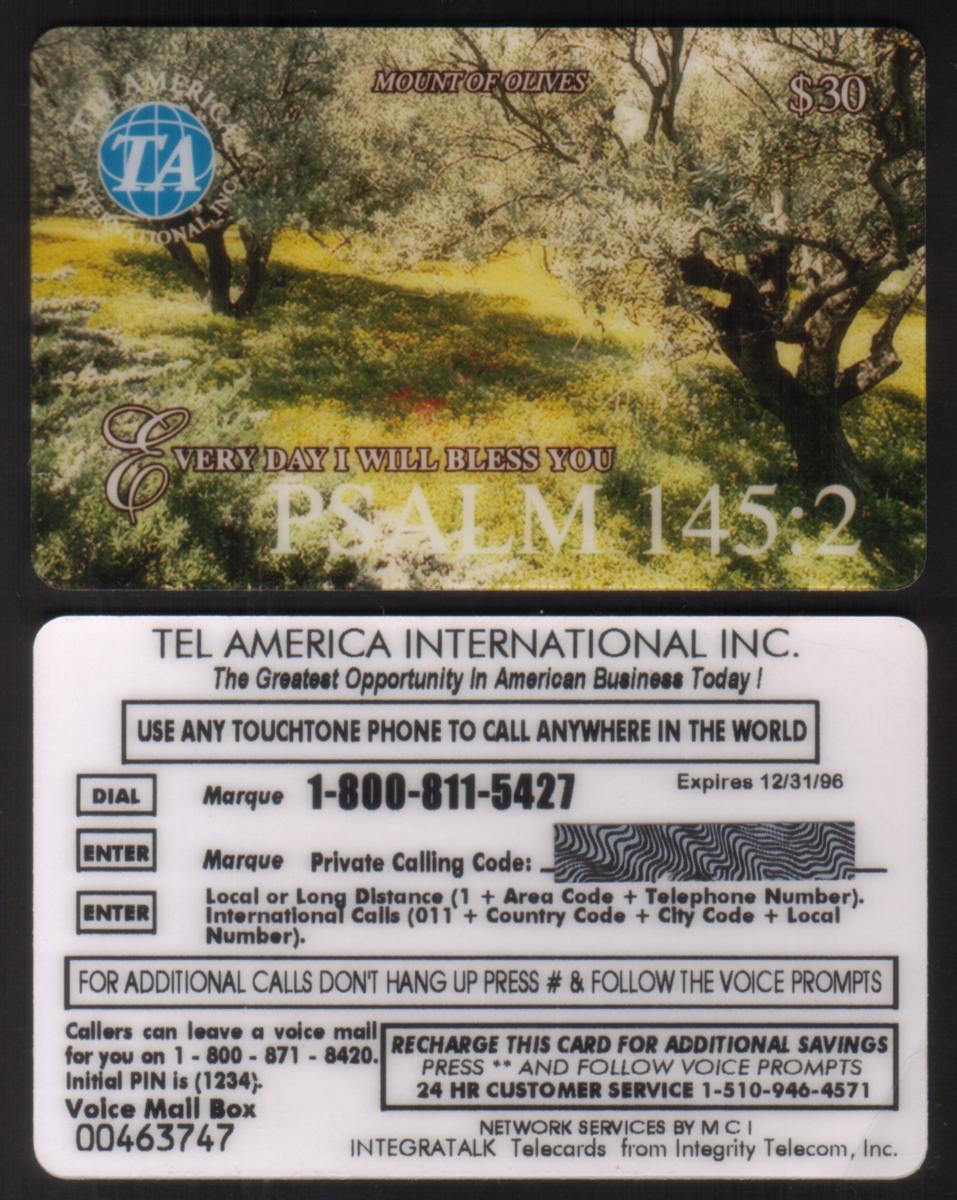 TEL AMERICA
TA
INTERNATIONAL INC.
MOUNT OF OLIVES
$30
EVERY DAY I WILL BLESS YOU
PSALM 145:2
TEL AMERICA INTERNATIONAL INC.
The Greatest Opportunity In American Business Today !
USE ANY TOUCHTONE PHONE TO CALL ANYWHERE IN THE WORLD
DIAL Marque 1-800-811-5427 Expires 12/31/96
ENTER Marque Private Calling Code:
ENTER Local or Long Distance (1 + Area Code + Telephone Number).
International Calls (011 + Country Code + City Code + Local
Number).
FOR ADDITIONAL CALLS DON'T HANG UP PRESS # & FOLLOW THE VOICE PROMPTS
Callers can leave a voice mail
for you on 1 - 800 - 871 - 8420.
Initial PIN is (1234).
Voice Mail Box
00463747
RECHARGE THIS CARD FOR ADDITIONAL SAVINGS
PRESS ** AND FOLLOW VOICE PROMPTS
24 HR CUSTOMER SERVICE 1-510-946-4571
NETWORK SERVICES BY M C I
INTEGRATALK Telecards from Integrity Telecom, Inc.